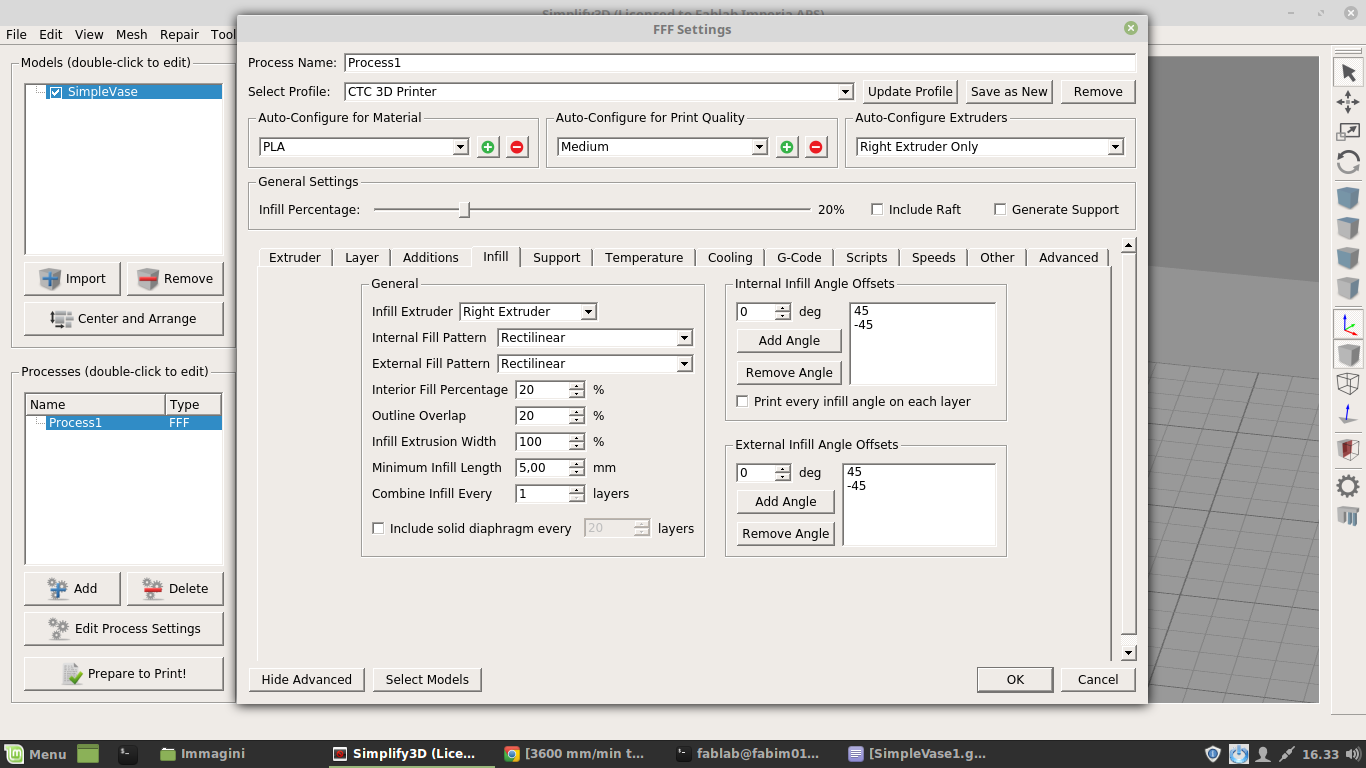 Simplify3D (Licensed to Fablab Imperia APS)
File Edit View Mesh Repair Tool
Models (double-click to edit)
SimpleVase
Import
Remove
Center and Arrange
Processes (double-click to edit)
Name Type
Process1 FFF
Add
Delete
Edit Process Settings
Prepare to Print!
FFF Settings
Process Name: Process1
Select Profile: CTC 3D Printer Update Profile Save as New Remove
Auto-Configure for Material
PLA
Auto-Configure for Print Quality
Medium
Auto-Configure Extruders
Right Extruder Only
General Settings
Infill Percentage: 20% Include Raft Generate Support
Extruder Layer Additions Infill Support Temperature Cooling G-Code Scripts Speeds Other Advanced
General
Infill Extruder Right Extruder
Internal Fill Pattern Rectilinear
External Fill Pattern Rectilinear
Interior Fill Percentage 20 %
Outline Overlap 20 %
Infill Extrusion Width 100 %
Minimum Infill Length 5,00 mm
Combine Infill Every 1 layers
Include solid diaphragm every 20 layers
Internal Infill Angle Offsets
0 deg
Add Angle
Remove Angle
45
-45
Print every infill angle on each layer
External Infill Angle Offsets
0 deg
Add Angle
Remove Angle
45
-45
Hide Advanced Select Models OK Cancel
Menu Immagini Simplify3D (Lice... [3600 mm/min t... fablab@fabim01... [SimpleVase1.g... 16.33